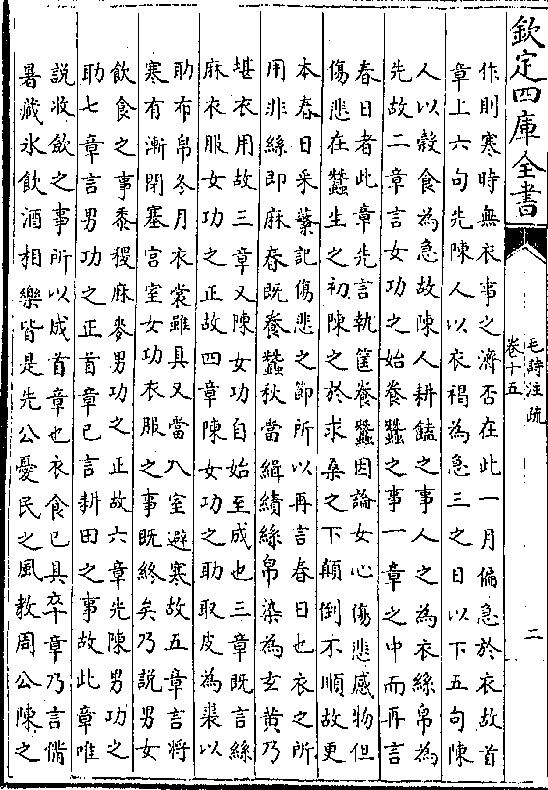 欽定四庫全書
毛詩注疏
卷十五
二
作則寒時無衣事之濟否在此一月偏急於衣故首
章上六句先陳人以衣褐為急三之日以下五句陳
人以穀食為急故陳人耕饁之事人之為衣絲帛為
先故二章言女功之始養蠶之事一章之中而再言
春日者此章先言執筐養蠶因論女心傷悲感物但
傷悲在蠶生之初陳之於求桑之下顛倒不順故更
本春日采蘩記傷悲之節所以再言春日也衣之所
用非絲即麻春既養蠶秋當緝績絲帛染為玄黄乃
堪衣用故三章又陳女功自始至成也三章既言絲
麻衣服女功之正故四章陳女功之助取皮為裘以
助布帛冬月衣裳雖具又當入室避寒故五章言將
寒有漸閉塞宫室女功衣服之事既終矣乃說男女
飲食之事黍稷麻麥男功之正故六章先陳男功之
助七章言男功之正首章已言耕田之事故此章唯
說收斂之事所以成首章也衣食已具卒章乃言備
暑藏氷飲酒相樂皆是先公憂民之風教周公陳之